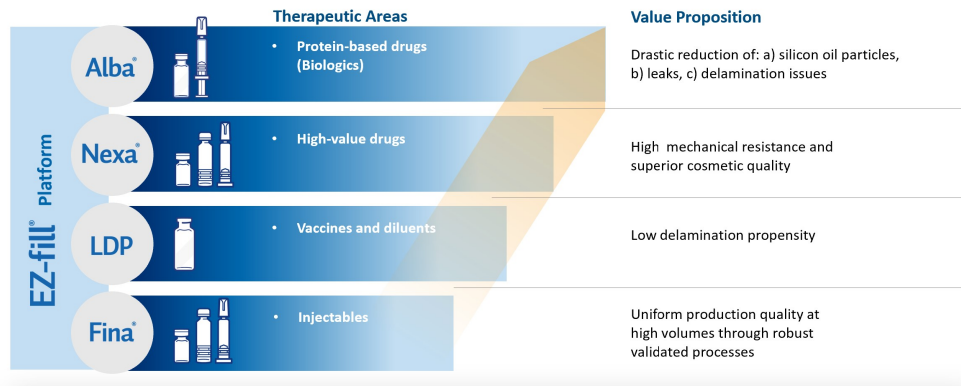 Therapeutic Areas
Value Proposition
EZ-fill® Platform
Alba®
• Protein-based drugs
(Biologics)
Drastic reduction of: a) silicon oil particles,
b) leaks, c) delamination issues
Nexa®
• High-value drugs
High mechanical resistance and
superior cosmetic quality
LDP
• Vaccines and diluents
Low delamination propensity
Fina®
• Injectables
Uniform production quality at
high volumes through robust
validated processes